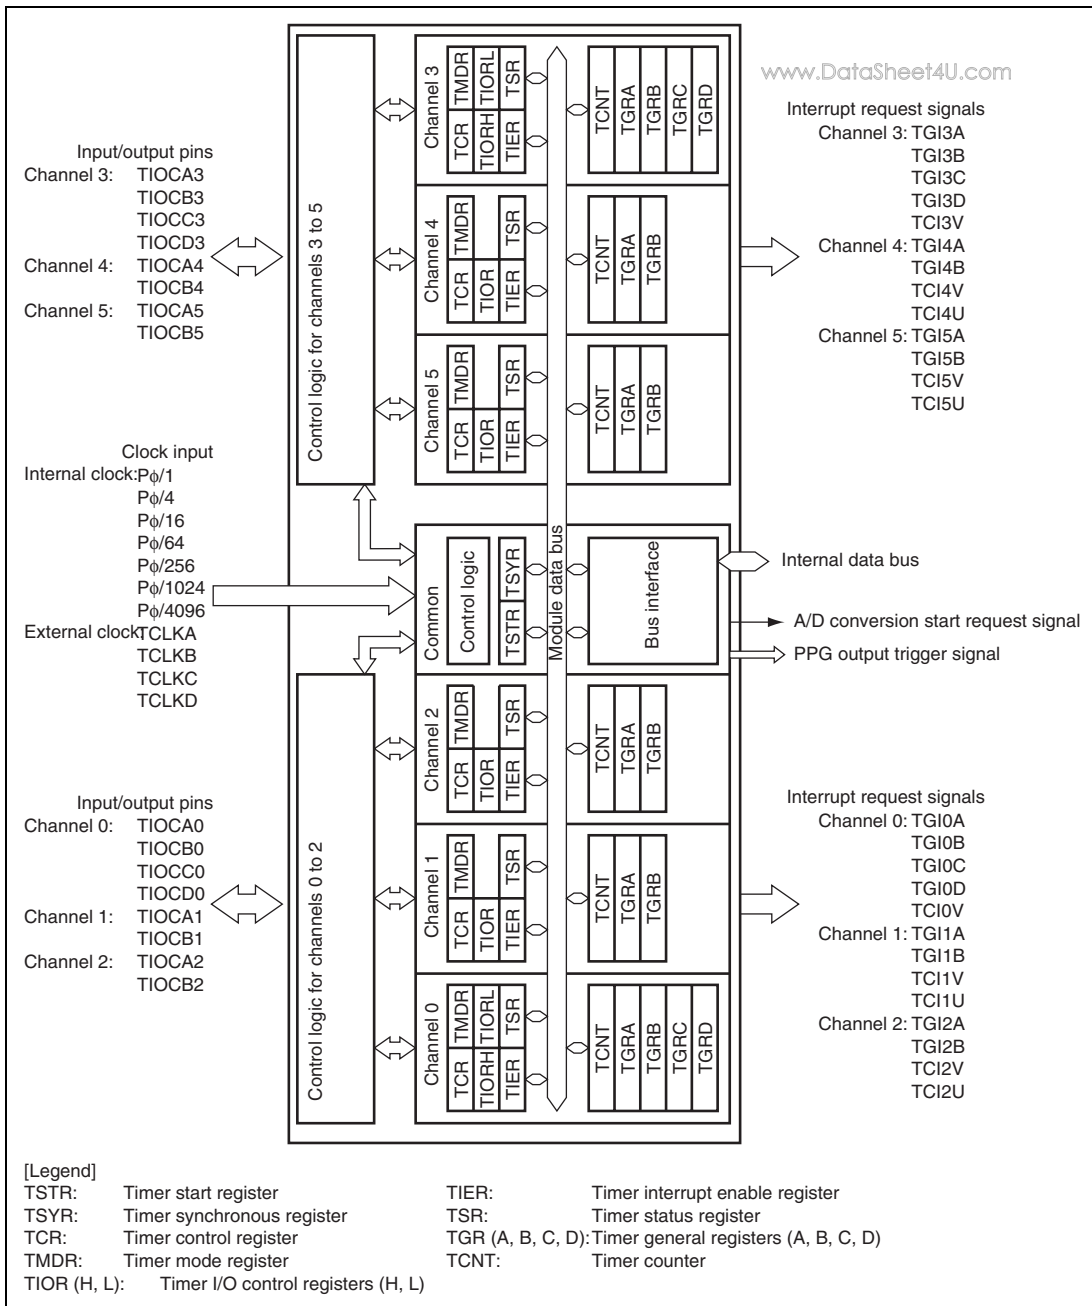 www.DataSheet4U.com
Input/output pins
Channel 3: TIOCA3
TIOCB3
TIOCC3
TIOCD3
Channel 4: TIOCA4
TIOCB4
Channel 5: TIOCA5
TIOCB5
Clock input
Internal clock: Pφ/1
Pφ/4
Pφ/16
Pφ/64
Pφ/256
Pφ/1024
Pφ/4096
External clock: TCLKA
TCLKB
TCLKC
TCLKD
Input/output pins
Channel 0: TIOCA0
TIOCB0
TIOCC0
TIOCD0
Channel 1: TIOCA1
TIOCB1
Channel 2: TIOCA2
TIOCB2
Control logic for channels 3 to 5
Control logic for channels 0 to 2
Channel 3
TCR TMDR
TIORH TIORL
TIER TSR
TCNT
TGRA
TGRB
TGRC
TGRD
Channel 4
TCR TMDR
TIOR
TIER TSR
TCNT
TGRA
TGRB
Channel 5
TCR TMDR
TIOR
TIER TSR
TCNT
TGRA
TGRB
Common
Control logic
TSTR TSYR
Module data bus
Bus interface
Channel 2
TCR TMDR
TIOR
TIER TSR
TCNT
TGRA
TGRB
Channel 1
TCR TMDR
TIOR
TIER TSR
TCNT
TGRA
TGRB
Channel 0
TCR TMDR
TIORH TIORL
TIER TSR
TCNT
TGRA
TGRB
TGRC
TGRD
Interrupt request signals
Channel 3: TGI3A
TGI3B
TGI3C
TGI3D
TCI3V
Channel 4: TGI4A
TGI4B
TCI4V
TCI4U
Channel 5: TGI5A
TGI5B
TCI5V
TCI5U
Internal data bus
A/D conversion start request signal
PPG output trigger signal
Interrupt request signals
Channel 0: TGI0A
TGI0B
TGI0C
TGI0D
TCI0V
Channel 1: TGI1A
TGI1B
TCI1V
TCI1U
Channel 2: TGI2A
TGI2B
TCI2V
TCI2U
[Legend]
TSTR: Timer start register
TSYR: Timer synchronous register
TCR: Timer control register
TMDR: Timer mode register
TIOR (H, L): Timer I/O control registers (H, L)
TIER: Timer interrupt enable register
TSR: Timer status register
TGR (A, B, C, D): Timer general registers (A, B, C, D)
TCNT: Timer counter